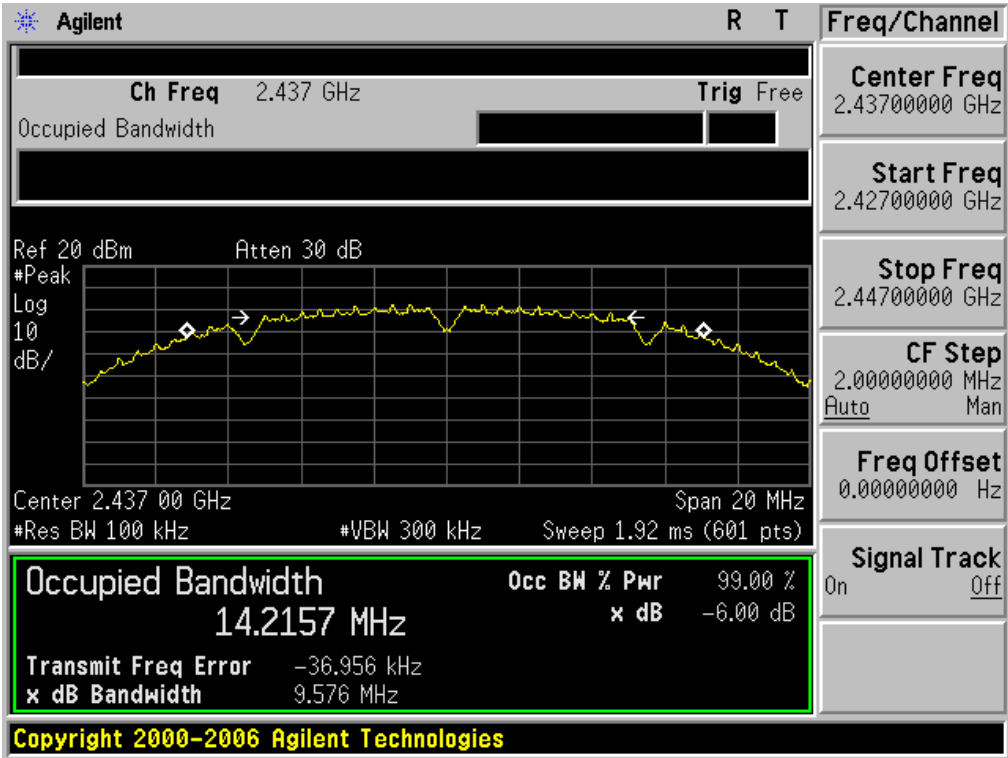 Agilent R T
Ch Freq 2.437 GHz Trig Free
Occupied Bandwidth
Ref 20 dBm Atten 30 dB
#Peak
Log
10
dB/
Center 2.437 00 GHz Span 20 MHz
#Res BW 100 kHz #VBW 300 kHz Sweep 1.92 ms (601 pts)
Occupied Bandwidth Occ BW % Pwr 99.00 %
14.2157 MHz x dB -6.00 dB
Transmit Freq Error -36.956 kHz
x dB Bandwidth 9.576 MHz
Copyright 2000-2006 Agilent Technologies
Freq/Channel
Center Freq
2.43700000 GHz
Start Freq
2.42700000 GHz
Stop Freq
2.44700000 GHz
CF Step
2.00000000 MHz
Auto Man
Freq Offset
0.00000000 Hz
Signal Track
On Off